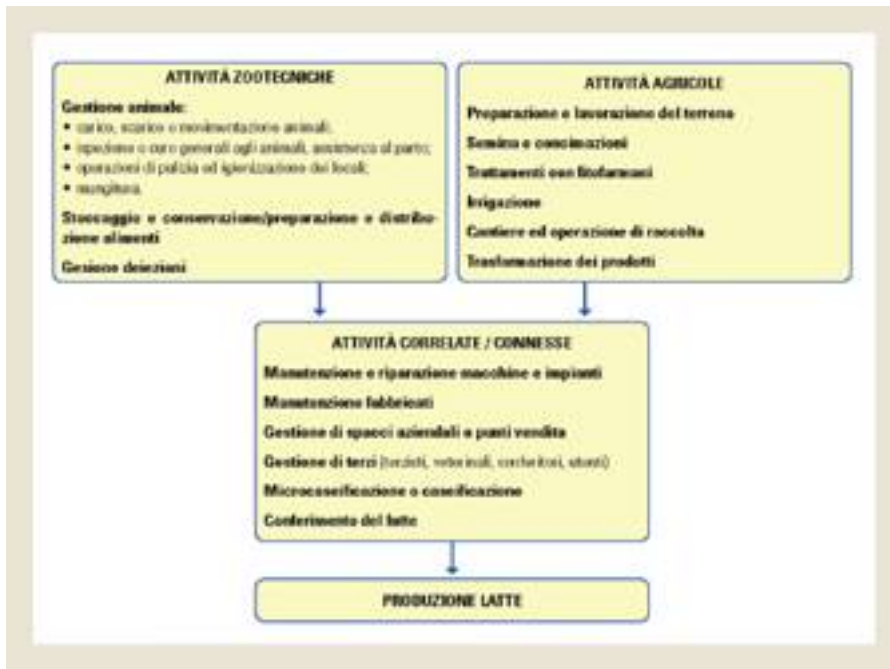 ATTIVITÀ ZOOTECNICHE
Gestione animale:
• carico, scarico e movimentazione animali;
• ispezione e cure generali agli animali, assistenza al parto;
• operazioni di pulizia ed igienizzazione dei locali;
• mungitura.
Stoccaggio e conservazione/preparazione e distribu-
zione alimenti
Gesione deiezioni
ATTIVITÀ AGRICOLE
Preparazione e lavorazione del terreno
Semina e concimazioni
Trattamenti con fitofarmaci
Irrigazione
Cantiere ed operazione di raccolta
Trasformazione dei prodotti
ATTIVITÀ CORRELATE / CONNESSE
Manutenzione e riparazione macchine e impianti
Manutenzione fabbricati
Gestione di spacci aziendali e punti vendita
Gestione di terzi (terzisti, veterinari, utenti)
Microcaseificazione o caseificazione
Conferimento del latte
PRODUZIONE LATTE